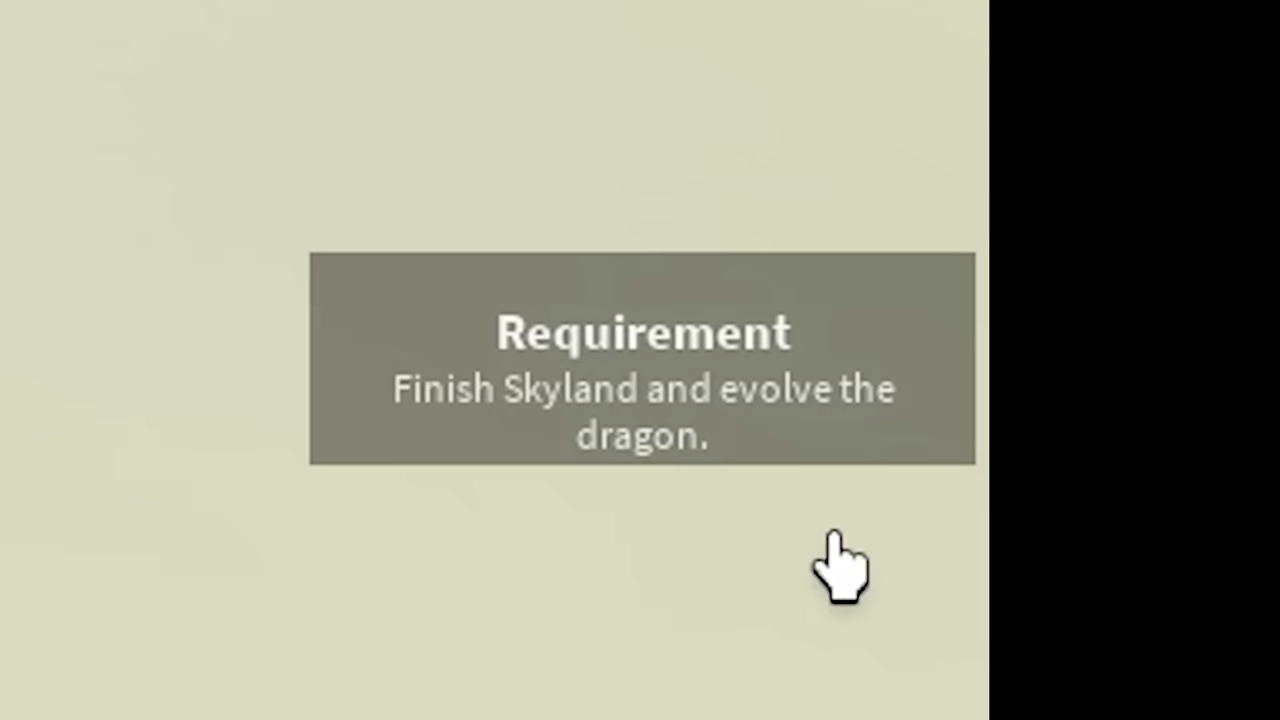 Requirement
Finish Skyland and evolve the
dragon.